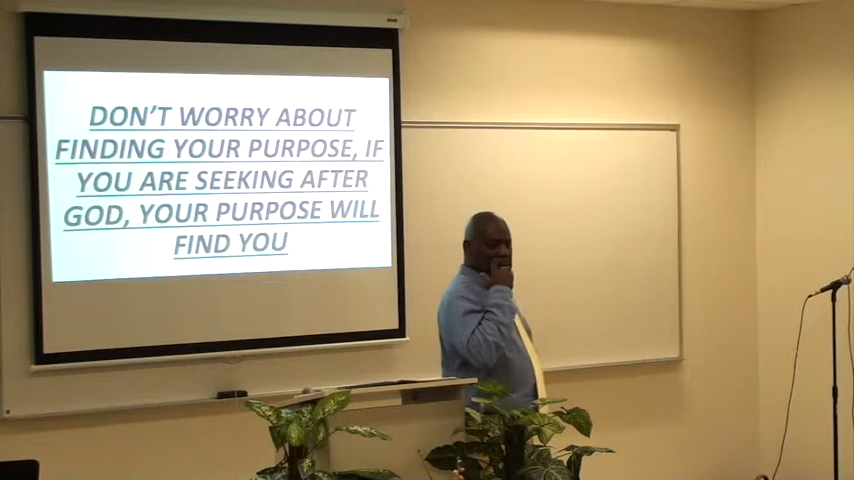 DON'T WORRY ABOUT
FINDING YOUR PURPOSE, IF
YOU ARE SEEKING AFTER
GOD, YOUR PURPOSE WILL
FIND YOU